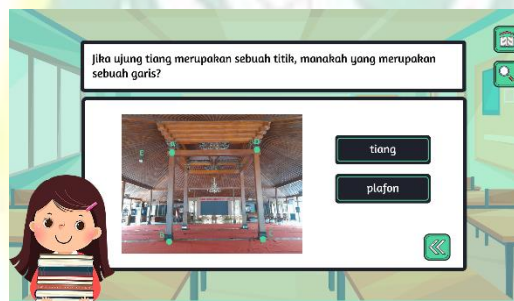 Jika ujung tiang merupakan sebuah titik, manakah yang merupakan
sebuah garis?
tiang
plafon